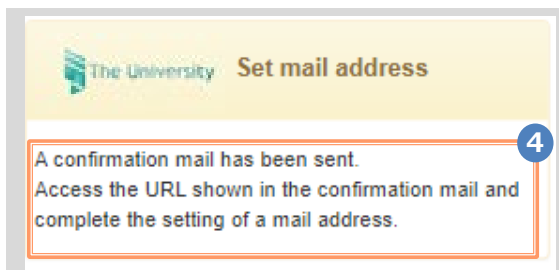 The University Set mail address
4
A confirmation mail has been sent.
Access the URL shown in the confirmation mail and
complete the setting of a mail address.